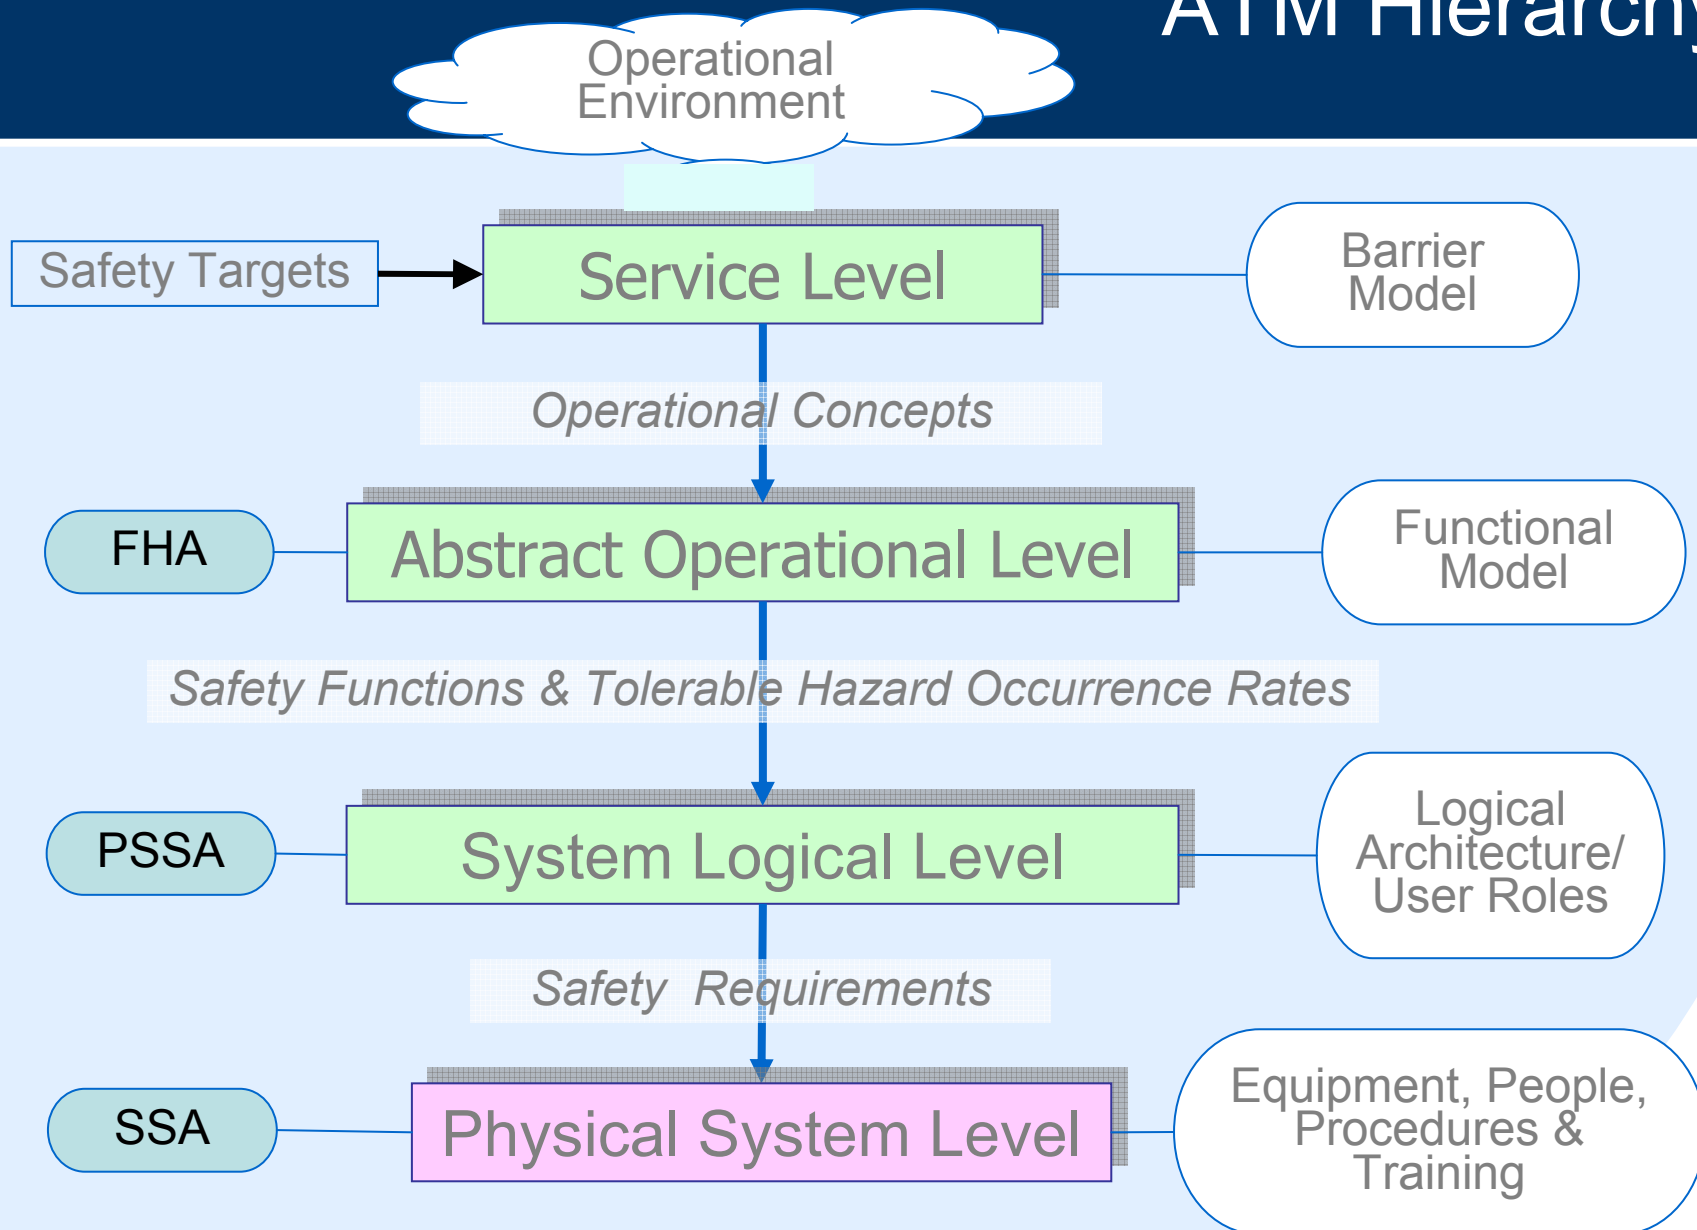 ATM Hierarchy
Operational
Environment
Safety Targets
Service Level
Barrier
Model
Operational Concepts
FHA
Abstract Operational Level
Functional
Model
Safety Functions & Tolerable Hazard Occurrence Rates
PSSA
System Logical Level
Logical
Architecture/
User Roles
Safety Requirements
SSA
Physical System Level
Equipment, People,
Procedures &
Training